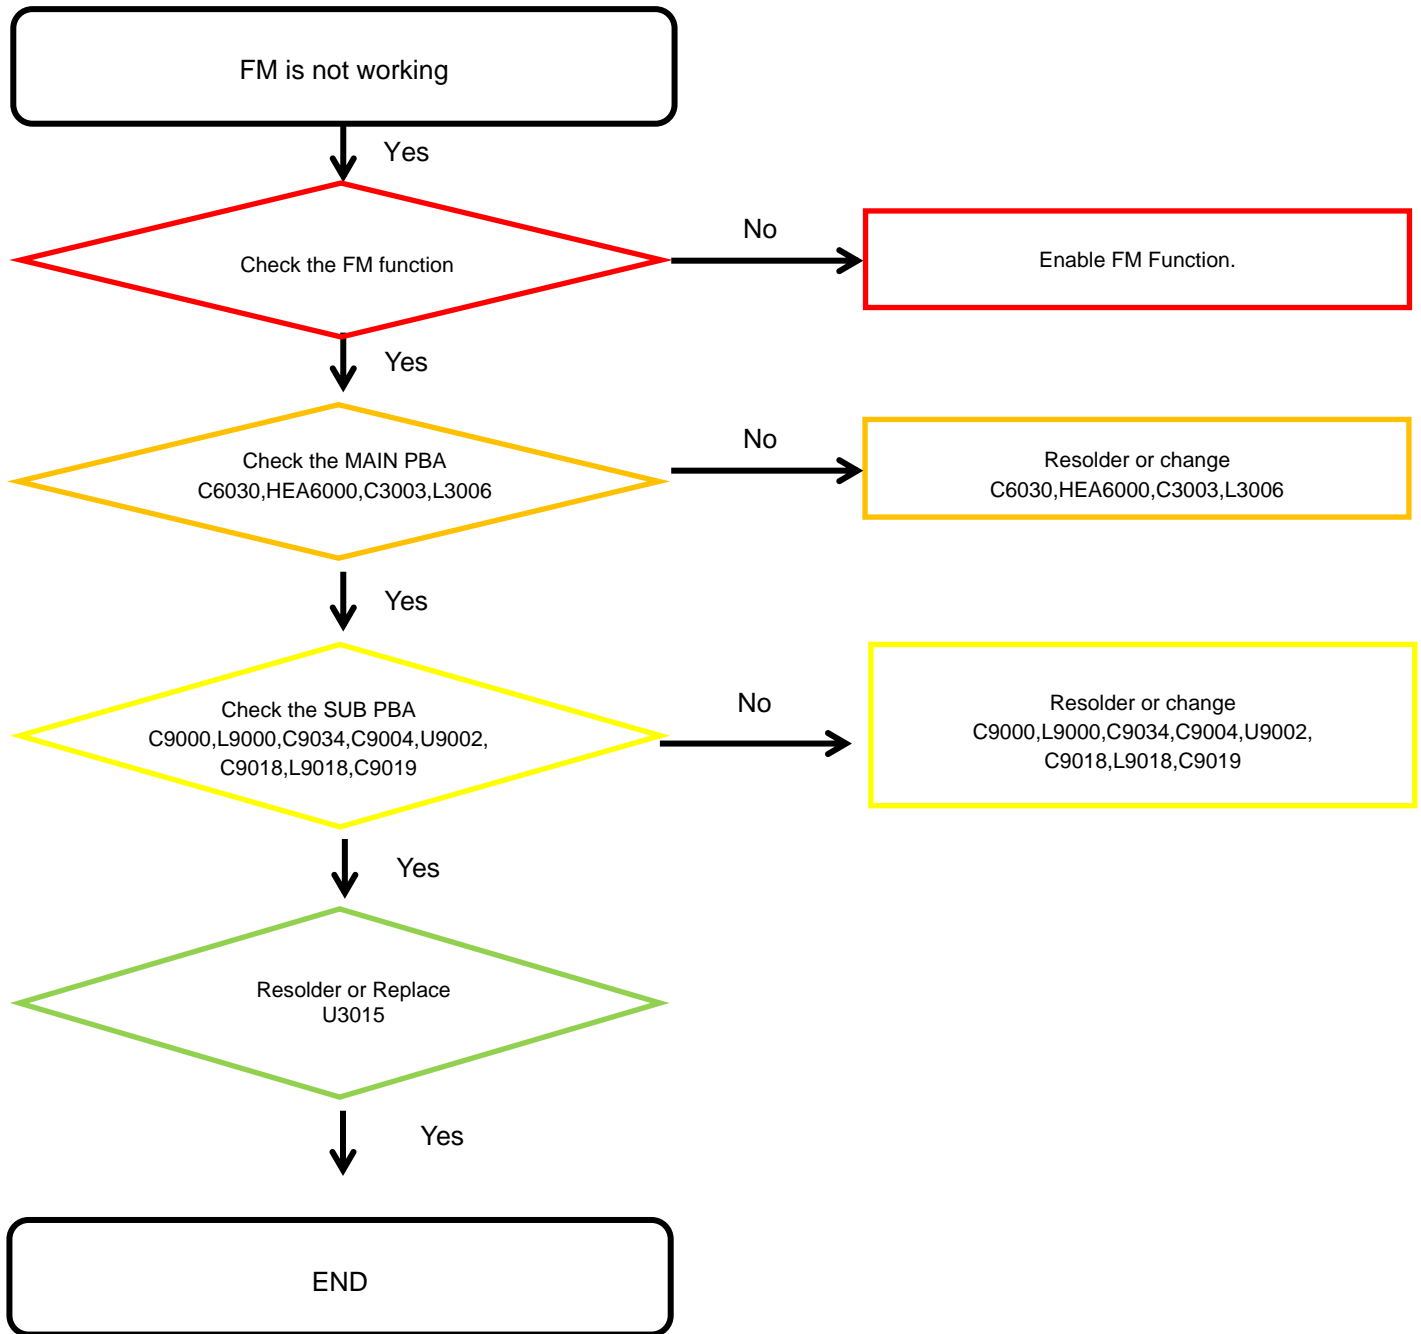 FM is not working
Yes
Check the FM function
No
Enable FM Function.
Yes
Check the MAIN PBA
C6030,HEA6000,C3003,L3006
No
Resolder or change
C6030,HEA6000,C3003,L3006
Yes
Check the SUB PBA
C9000,L9000,C9034,C9004,U9002,
C9018,L9018,C9019
No
Resolder or change
C9000,L9000,C9034,C9004,U9002,
C9018,L9018,C9019
Yes
Resolder or Replace
U3015
Yes
END